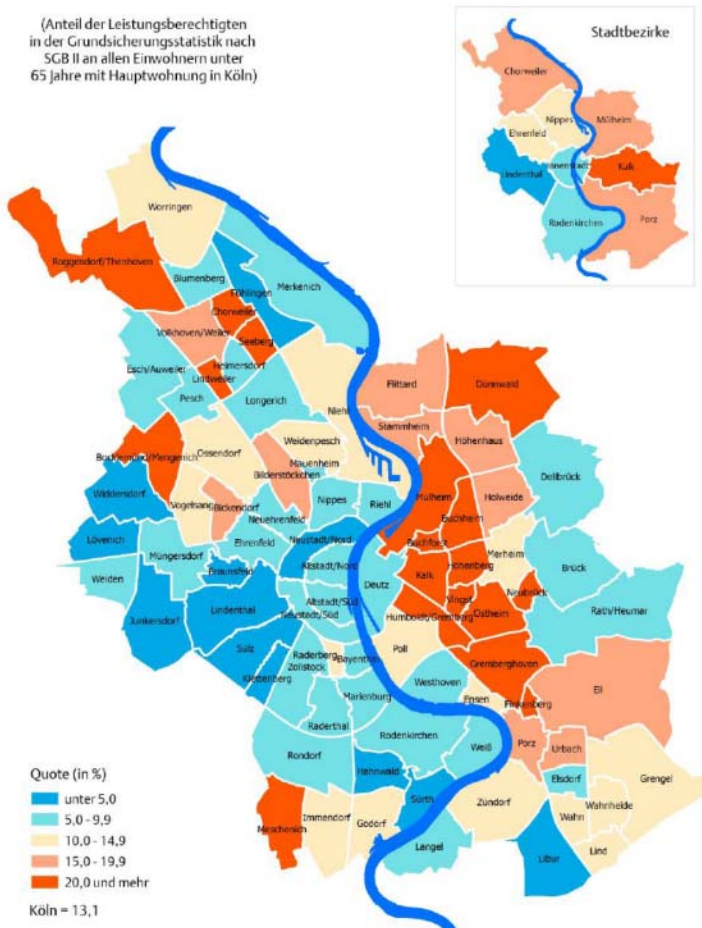 (Anteil der Leistungsberechtigten
in der Grundsicherungsstatistik nach
SGB II an allen Einwohnern unter
65 Jahre mit Hauptwohnung in Köln)
Stadtbezirke
Chorweiler
Nippes
Mülheim
Ehrenfeld
Innenstadt
Kalk
Lindenthal
Rodenkirchen
Porz
Worringen
Roggendorf/Thenhoven
Blumenberg
Fühlingen
Merkenich
Chorweiler
Volkhoven/Weiler
Seeberg
Esch/Auweiler
Heimersdorf
Lindweiler
Pesch
Longerich
Flittard
Dünnwald
Niehl
Stammheim
Höhenhaus
Weidenpesch
Bocklemünd/Mengenich
Ossendorf
Mauenheim
Bilderstöckchen
Dellbrück
Widdersdorf
Mülheim
Holweide
Vogelsang
Bickendorf
Nippes
Riehl
Neuehrenfeld
Buchheim
Lövenich
Ehrenfeld
Neustadt/Nord
Buchforst
Merheim
Müngersdorf
Brück
Weiden
Braunsfeld
Altstadt/Nord
Kalk
Höhenberg
Deutz
Neubrück
Vingst
Lindenthal
Altstadt/Süd
Ostheim
Rath/Heumar
Junkersdorf
Neustadt/Süd
Humboldt/Gremberg
Sülz
Raderberg
Bayenthal
Poll
Zollstock
Gremberghoven
Klettenberg
Westhoven
Eil
Marienburg
Ensen
Finkenberg
Raderthal
Rodenkirchen
Weiß
Porz
Urbach
Rondorf
Hahnwald
Elsdorf
Grengel
Sürth
Zündorf
Wahnheide
Meschenich
Immendorf
Godorf
Wahn
Langel
Libur
Lind
Quote (in %)
unter 5,0
5,0 - 9,9
10,0 - 14,9
15,0 - 19,9
20,0 und mehr
Köln = 13,1